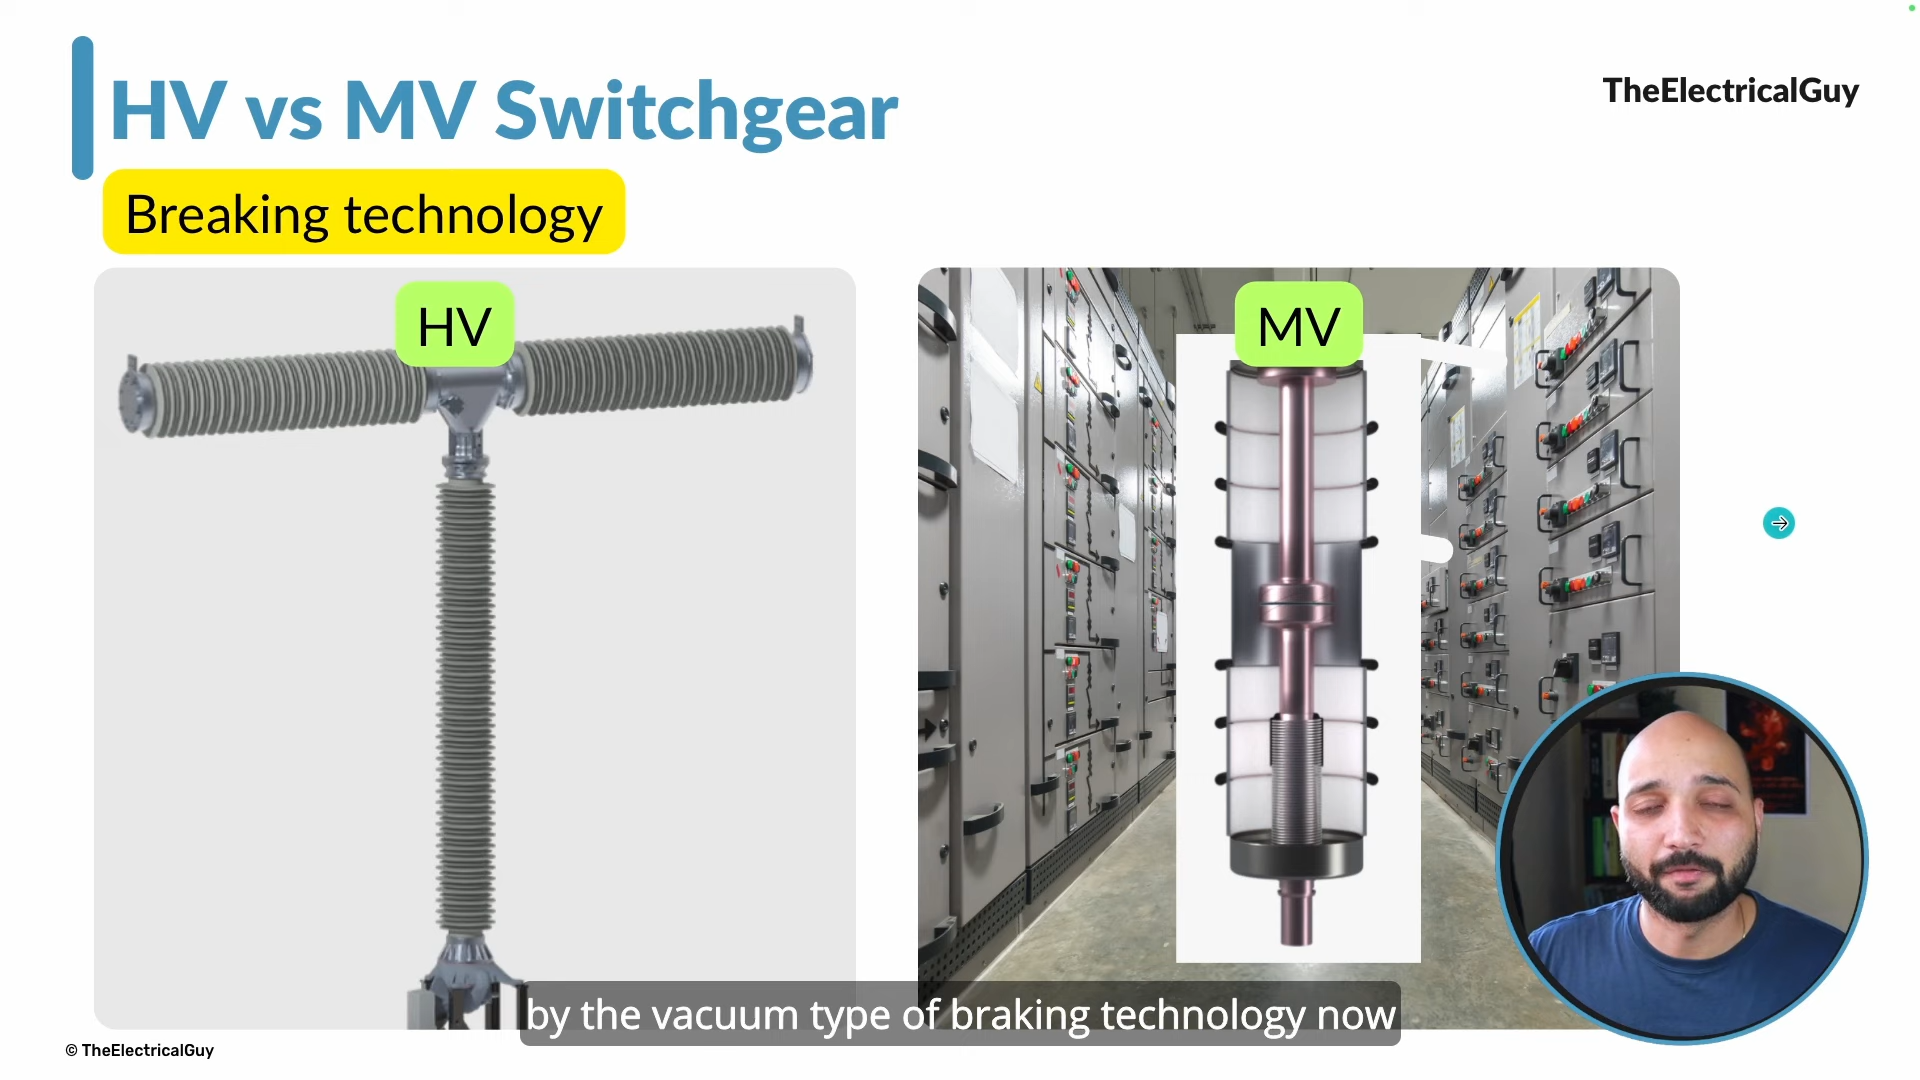 HV vs MV Switchgear
TheElectricalGuy
Breaking technology
HV
MV
by the vacuum type of braking technology now
© TheElectricalGuy